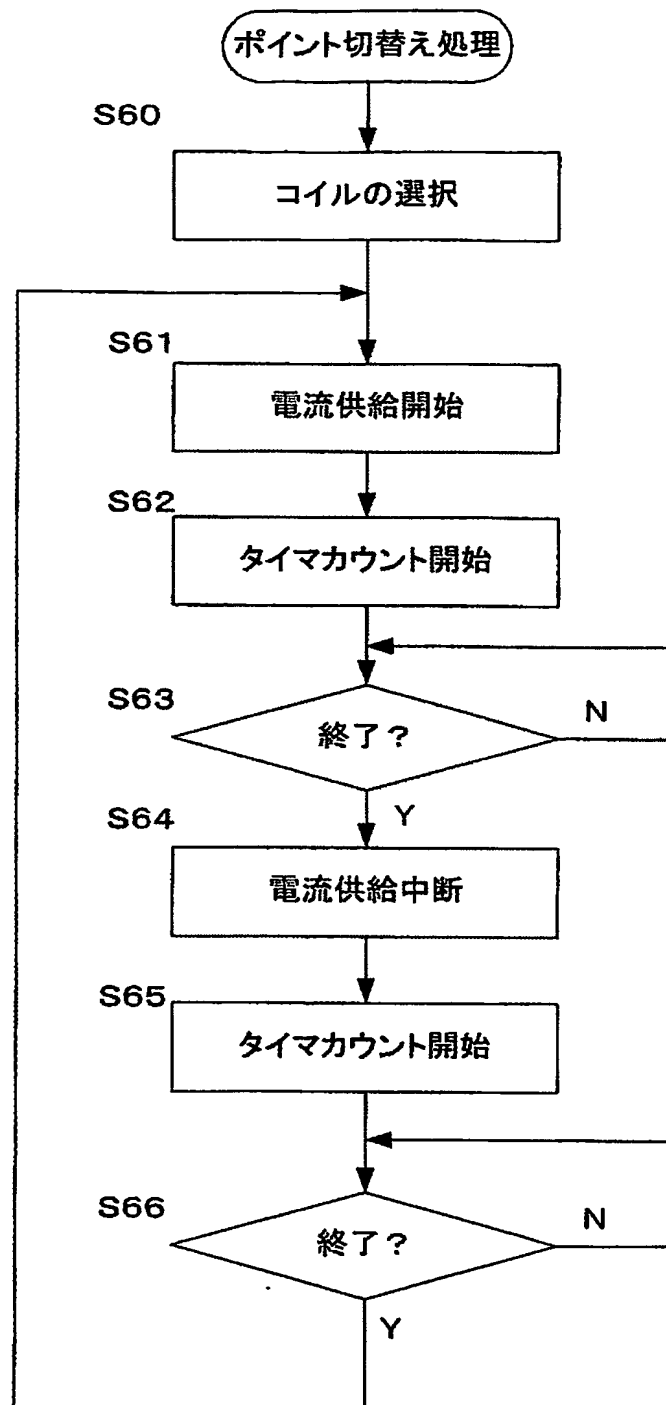 ポイント切替え処理
S60
コイルの選択
S61
電流供給開始
S62
タイマカウント開始
S63
終了?
N
Y
S64
電流供給中断
S65
タイマカウント開始
S66
終了?
N
Y